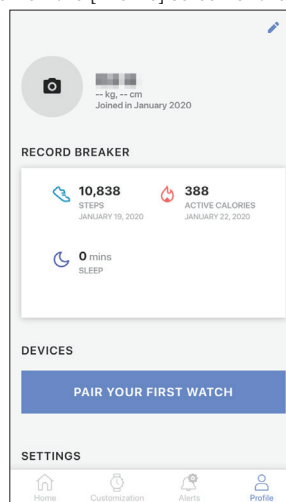 -- kg, -- cm
Joined in January 2020
RECORD BREAKER
10,838
STEPS
JANUARY 19, 2020
388
ACTIVE CALORIES
JANUARY 22, 2020
0 mins
SLEEP
DEVICES
PAIR YOUR FIRST WATCH
SETTINGS
Home
Customization
Alerts
Profile